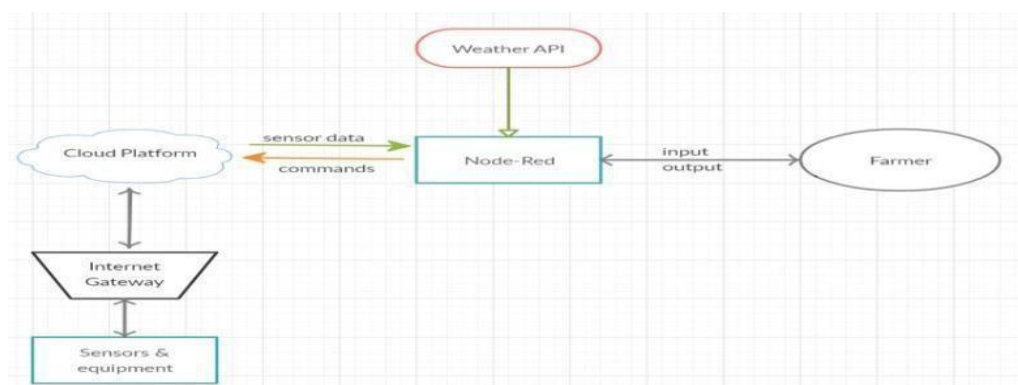 Weather API
sensor data
Cloud Platform
Node-Red
input
output
Farmer
commands
Internet
Gateway
Sensors &
equipment